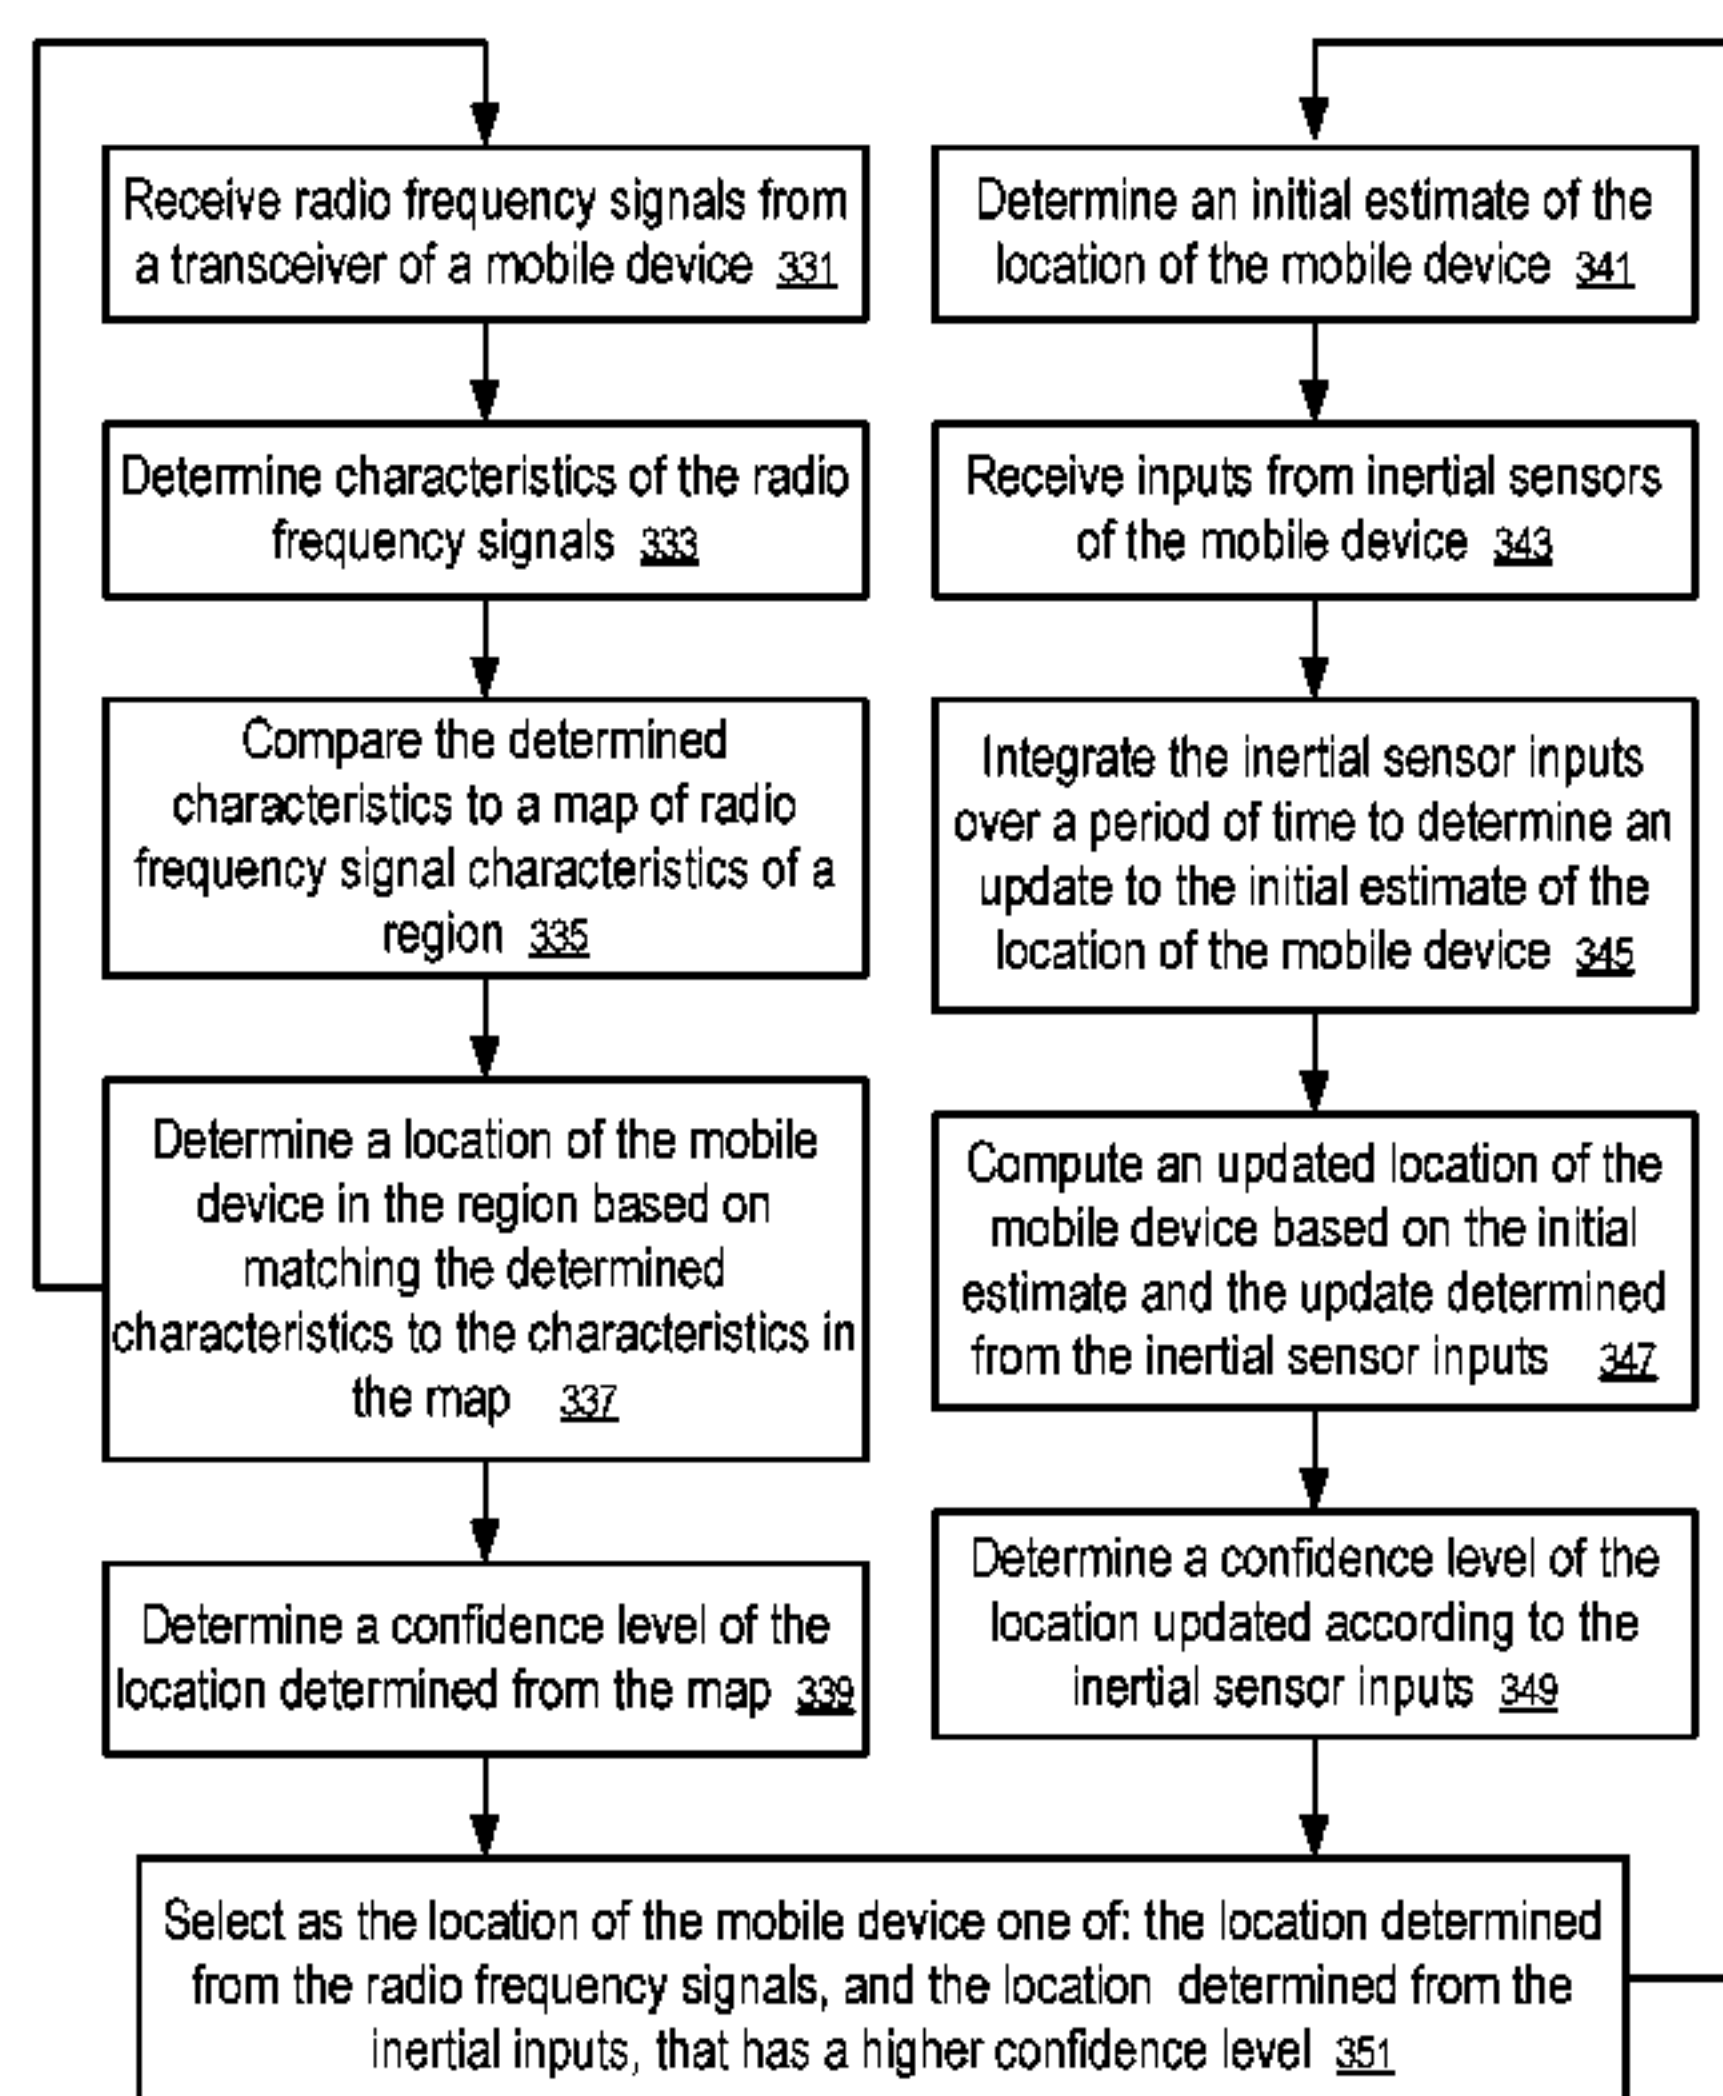 Receive radio frequency signals from
a transceiver of a mobile device 331
Determine characteristics of the radio
frequency signals 333
Compare the determined
characteristics to a map of radio
frequency signal characteristics of a
region 335
Determine a location of the mobile
device in the region based on
matching the determined
characteristics to the characteristics in
the map 337
Determine a confidence level of the
location determined from the map 339
Determine an initial estimate of the
location of the mobile device 341
Receive inputs from inertial sensors
of the mobile device 343
Integrate the inertial sensor inputs
over a period of time to determine an
update to the initial estimate of the
location of the mobile device 345
Compute an updated location of the
mobile device based on the initial
estimate and the update determined
from the inertial sensor inputs 347
Determine a confidence level of the
location updated according to the
inertial sensor inputs 349
Select as the location of the mobile device one of: the location determined
from the radio frequency signals, and the location determined from the
inertial inputs, that has a higher confidence level 351